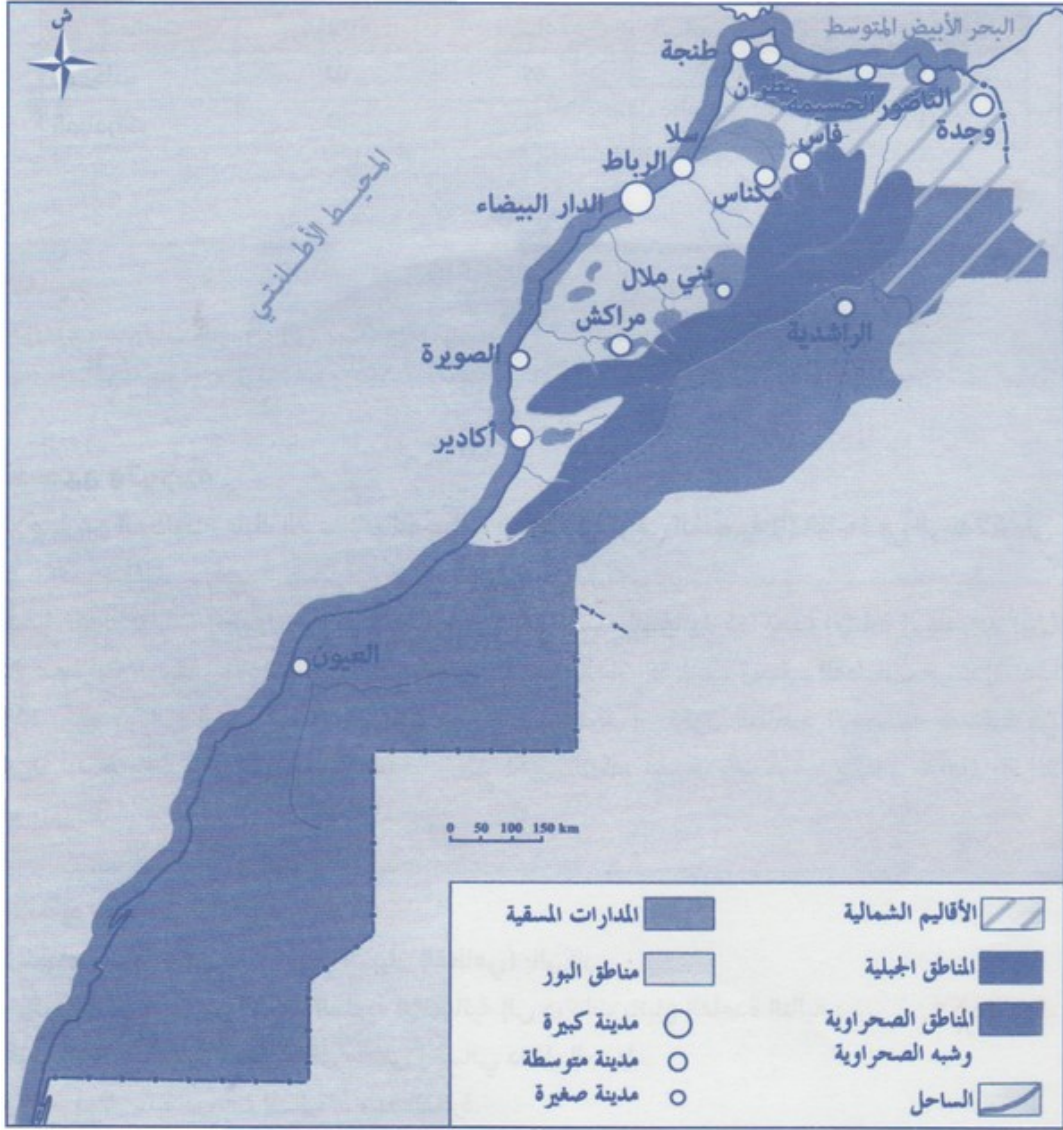 ش
البحر الأبيض المتوسط
طنجة
تطوان
الحسيمة
الناضور
وجدة
فاس
سلا
الرباط
مكناس
الدار البيضاء
المحيط الأطلنتي
بني ملال
مراكش
الراشدية
الصويرة
أكادير
العيون
0 50 100 150 km
الأقاليم الشمالية
المدارات المسقية
المناطق الجبلية
مناطق البور
المناطق الصحراوية
وشبه الصحراوية
مدينة كبيرة
مدينة متوسطة
مدينة صغيرة
الساحل